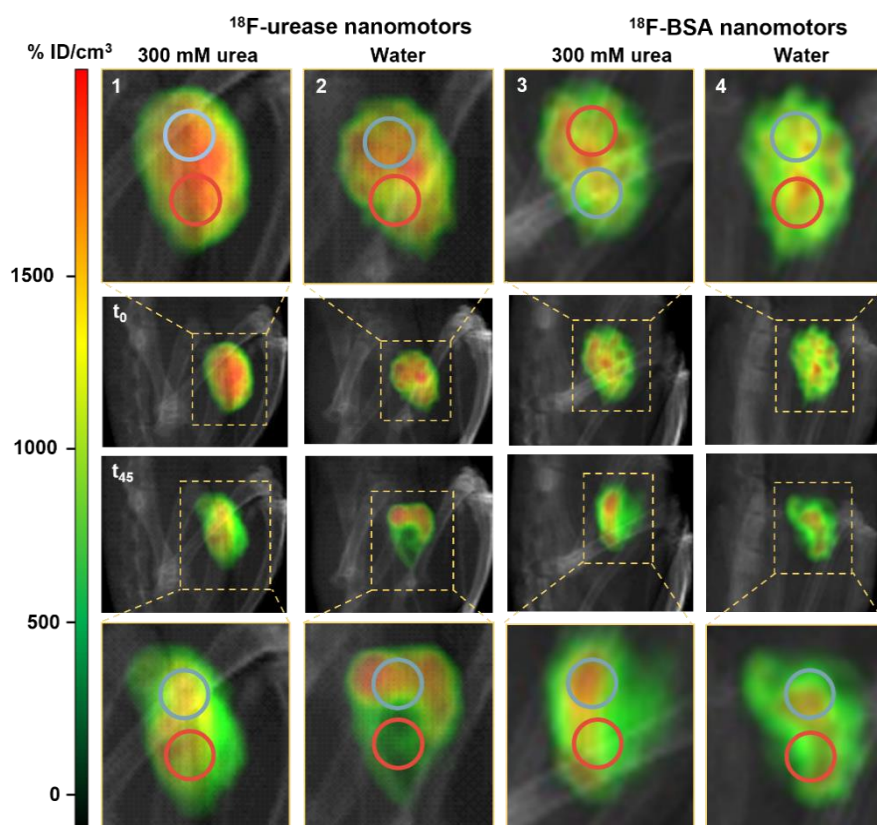 ¹⁸F-urease nanomotors
¹⁸F-BSA nanomotors
% ID/cm³
300 mM urea
Water
300 mM urea
Water
1
2
3
4
1500
t₀
1000
t₄₅
500
0